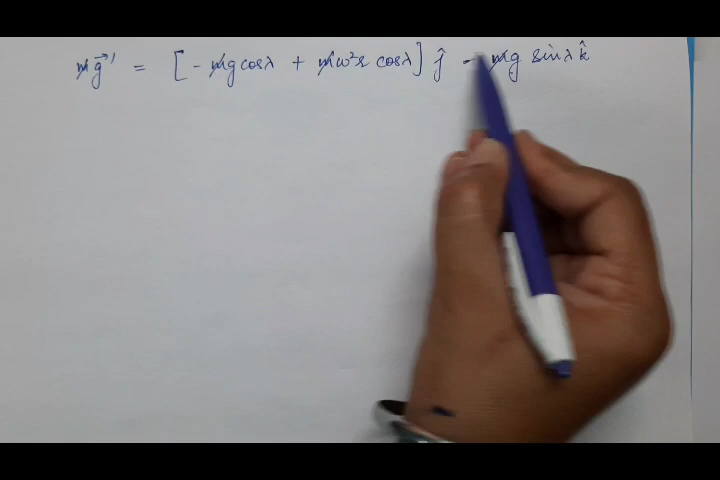 mg⃗' = [-mg cosλ + mω²r cosλ] ĵ - mg sinλ k̂